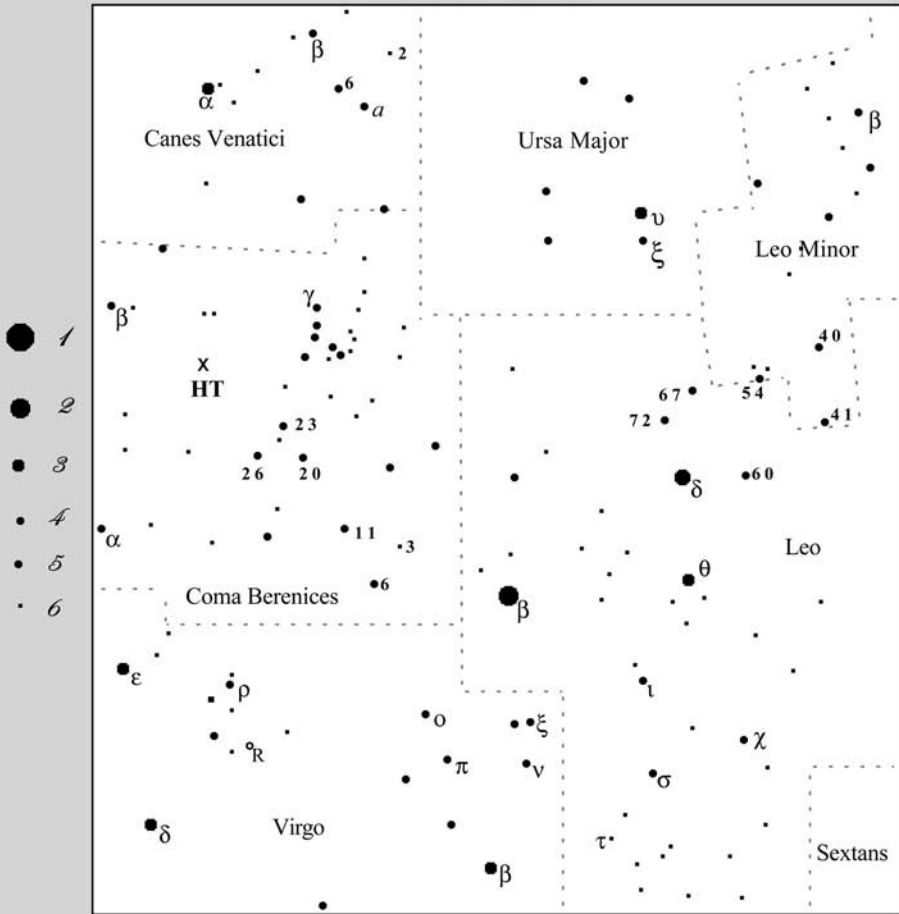 β
2
α
6
a
Canes Venatici
Ursa Major
β
υ
ξ
Leo Minor
β
γ
1
40
HT
2
67
54
41
72
23
3
26
20
δ
60
4
α
11
3
Leo
5
θ
6
Coma Berenices
6
β
ε
ρ
ι
ο
ξ
R
π
ν
χ
σ
δ
Virgo
τ
Sextans
β